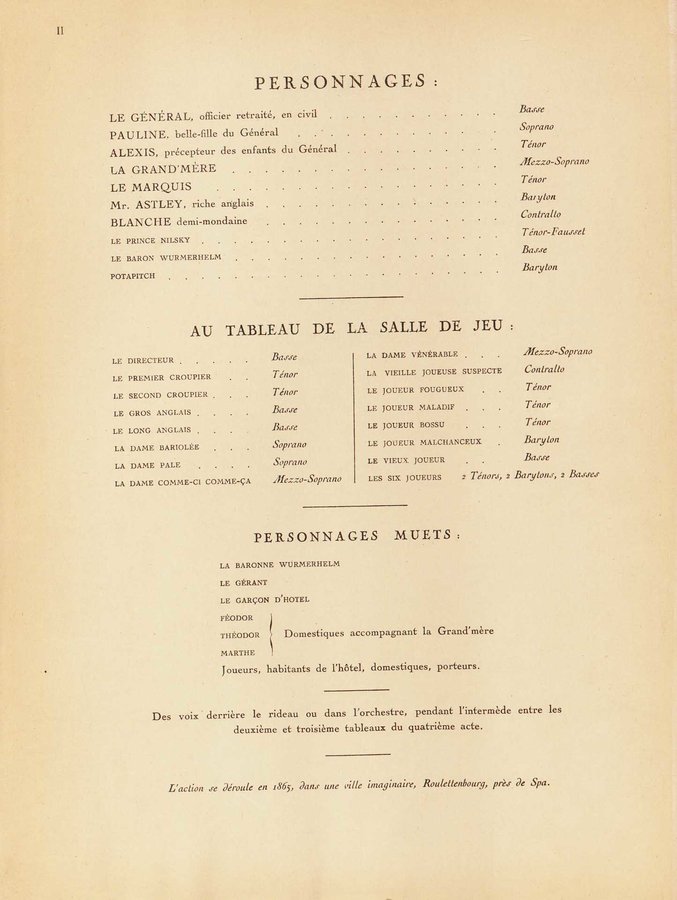 II
PERSONNAGES :
LE GÉNÉRAL, officier retraité, en civil . . . . . . . . . . . Basse
PAULINE, belle-fille du Général . . . . . . . . . . . . Soprano
ALEXIS, précepteur des enfants du Général . . . . . . . . . . Ténor
LA GRAND'MÈRE . . . . . . . . . . . . . . . . . Mezzo-Soprano
LE MARQUIS . . . . . . . . . . . . . . . . . . Ténor
Mr. ASTLEY, riche anglais . . . . . . . . . . . . . . . Baryton
BLANCHE demi-mondaine . . . . . . . . . . . . . . . Contralto
LE PRINCE NILSKY . . . . . . . . . . . . . . . . . . . Ténor-Fausset
LE BARON WURMERHELM . . . . . . . . . . . . . . . . . Basse
POTAPITCH . . . . . . . . . . . . . . . . . . . . . Baryton
AU TABLEAU DE LA SALLE DE JEU :
LE DIRECTEUR . . . . . Basse
LE PREMIER CROUPIER . . Ténor
LE SECOND CROUPIER . . . Ténor
LE GROS ANGLAIS . . . . Basse
LE LONG ANGLAIS . . . . Basse
LA DAME BARIOLÉE . . . Soprano
LA DAME PALE . . . . Soprano
LA DAME COMME-CI COMME-ÇA Mezzo-Soprano
LA DAME VÉNÉRABLE . . . Mezzo-Soprano
LA VIEILLE JOUEUSE SUSPECTE Contralto
LE JOUEUR FOUGUEUX . . Ténor
LE JOUEUR MALADIF . . . Ténor
LE JOUEUR BOSSU . . . Ténor
LE JOUEUR MALCHANCEUX . Baryton
LE VIEUX JOUEUR . . Basse
LES SIX JOUEURS 2 Ténors, 2 Barytons, 2 Basses
PERSONNAGES MUETS :
LA BARONNE WURMERHELM
LE GÉRANT
LE GARÇON D'HOTEL
FÉODOR
THÉODOR Domestiques accompagnant la Grand'mère
MARTHE
Joueurs, habitants de l'hôtel, domestiques, porteurs.
Des voix derrière le rideau ou dans l'orchestre, pendant l'intermède entre les
deuxième et troisième tableaux du quatrième acte.
L'action se déroule en 1865, dans une ville imaginaire, Roulettenbourg, près de Spa.